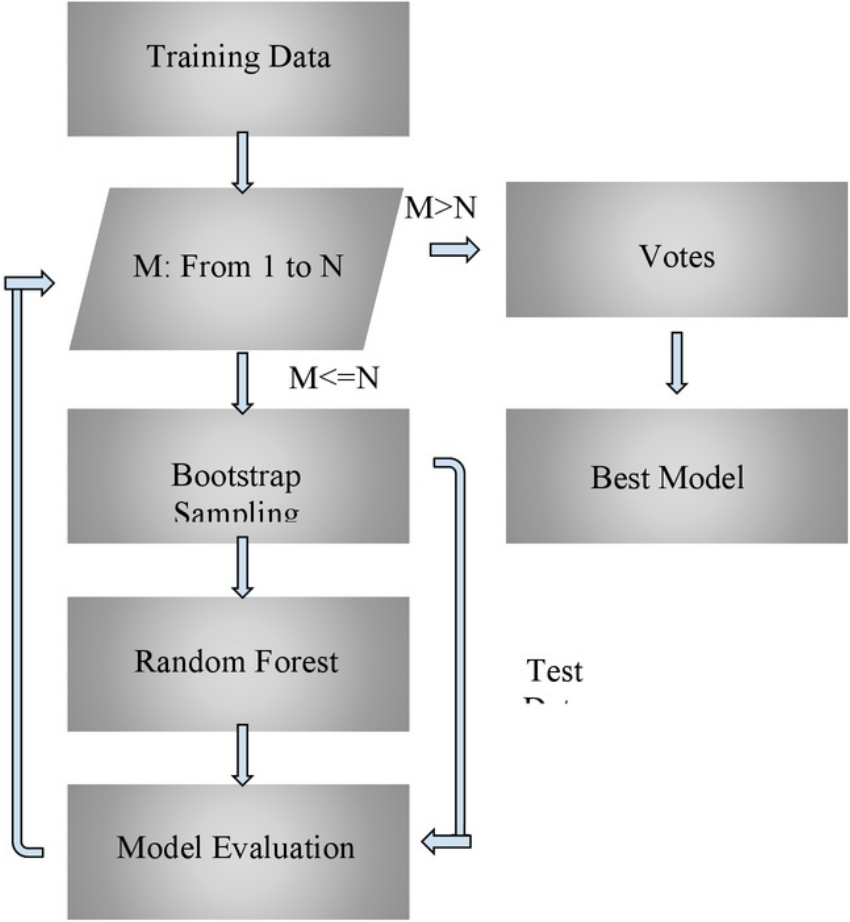 Training Data
M: From 1 to N
M>N
Votes
M<=N
Bootstrap
Sampling
Best Model
Random Forest
Test
Model Evaluation